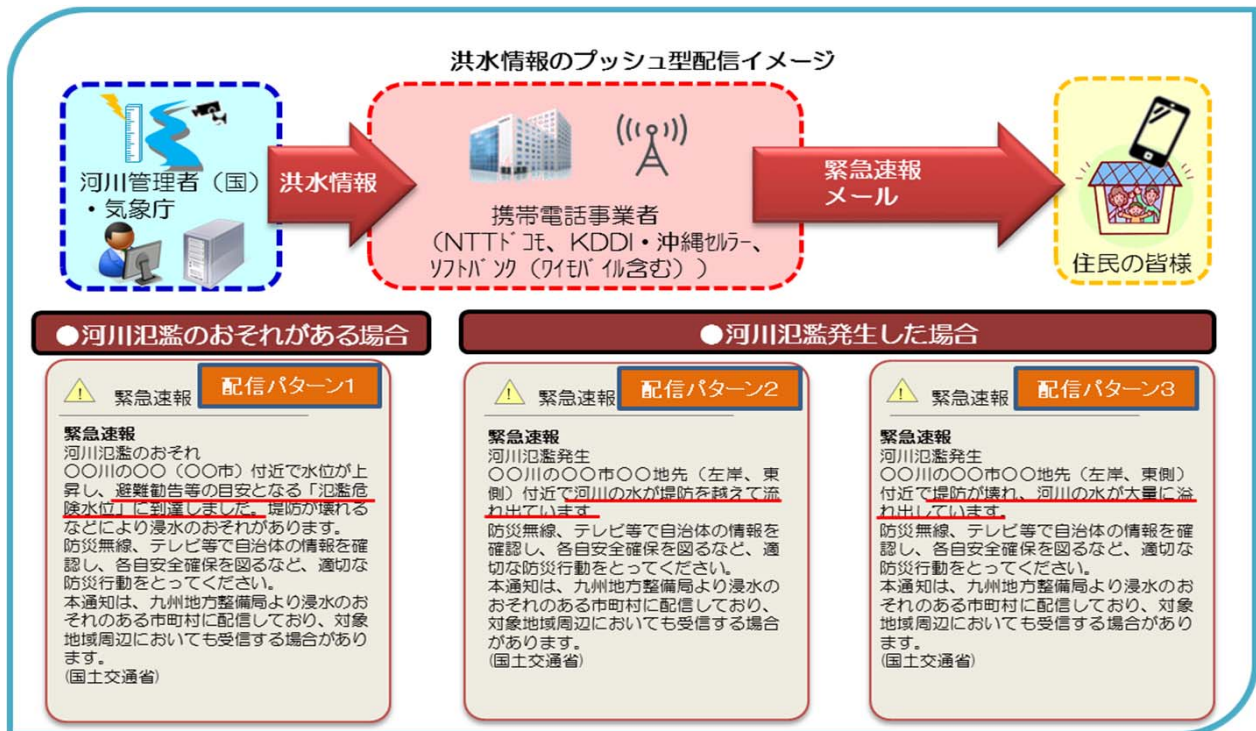 洪水情報のプッシュ型配信イメージ
河川管理者（国）
・気象庁
洪水情報
携帯電話事業者
（NTTﾄﾞｺﾓ、KDDI・沖縄ｾﾙﾗｰ、
ｿﾌﾄﾊﾞﾝｸ（ﾜｲﾓﾊﾞｲﾙ含む））
緊急速報
メール
住民の皆様
●河川氾濫のおそれがある場合
緊急速報
配信パターン1
緊急速報
河川氾濫のおそれ
〇〇川の〇〇（〇〇市）付近で水位が上
昇し、避難勧告等の目安となる「氾濫危
険水位」に到達しました。堤防が壊れる
などにより浸水のおそれがあります。
防災無線、テレビ等で自治体の情報を確
認し、各自安全確保を図るなど、適切な
防災行動をとってください。
本通知は、九州地方整備局より浸水のお
それのある市町村に配信しており、対象
地域周辺においても受信する場合があり
ます。
(国土交通省)
●河川氾濫発生した場合
緊急速報
配信パターン2
緊急速報
河川氾濫発生
〇〇川の〇〇市〇〇地先（左岸、東
側）付近で河川の水が堤防を越えて流
れ出ています。
防災無線、テレビ等で自治体の情報を
確認し、各自安全確保を図るなど、適
切な防災行動をとってください。
本通知は、九州地方整備局より浸水の
おそれのある市町村に配信しており、
対象地域周辺においても受信する場合
があります。
(国土交通省)
緊急速報
配信パターン3
緊急速報
河川氾濫発生
〇〇川の〇〇市〇〇地先（左岸、東側）
付近で堤防が壊れ、河川の水が大量に溢
れ出しています。
防災無線、テレビ等で自治体の情報を確
認し、各自安全確保を図るなど、適切な
防災行動をとってください。
本通知は、九州地方整備局より浸水のお
それのある市町村に配信しており、対象
地域周辺においても受信する場合があり
ます。
(国土交通省)